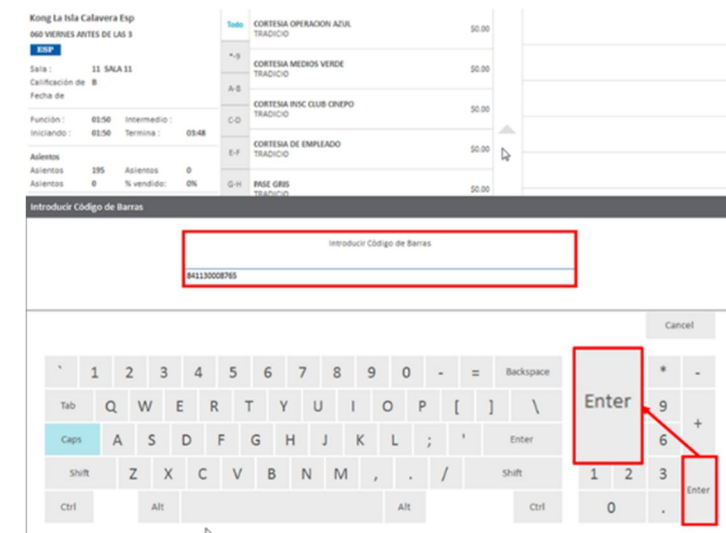 Kong La Isla Calavera Esp
060 VIERNES ANTES DE LAS 3
ESP
Sala : 11 SALA 11
Calificación de B
Fecha de
Función : 01:50 Intermedio :
Iniciando : 01:50 Termina : 03:48
Asientos
Asientos 195 Asientos 0
Asientos 0 % vendido: 0%
Todo
*-9
A-B
C-D
E-F
G-H
CORTESIA OPERACION AZUL
TRADICIO $0.00
CORTESIA MEDIOS VERDE
TRADICIO $0.00
CORTESIA INSC CLUB CINEPO
TRADICIO $0.00
CORTESIA DE EMPLEADO
TRADICIO $0.00
PASE GRIS
TRADICIO $0.00
Introducir Código de Barras
Introducir Código de Barras
841130008765
Cancel
` 1 2 3 4 5 6 7 8 9 0 - = Backspace
Tab Q W E R T Y U I O P [ ] \
Caps A S D F G H J K L ; ' Enter
Shift Z X C V B N M , . / Shift
Ctrl Alt Alt Ctrl
Enter * -
9 +
6
1 2 3 Enter
0 .